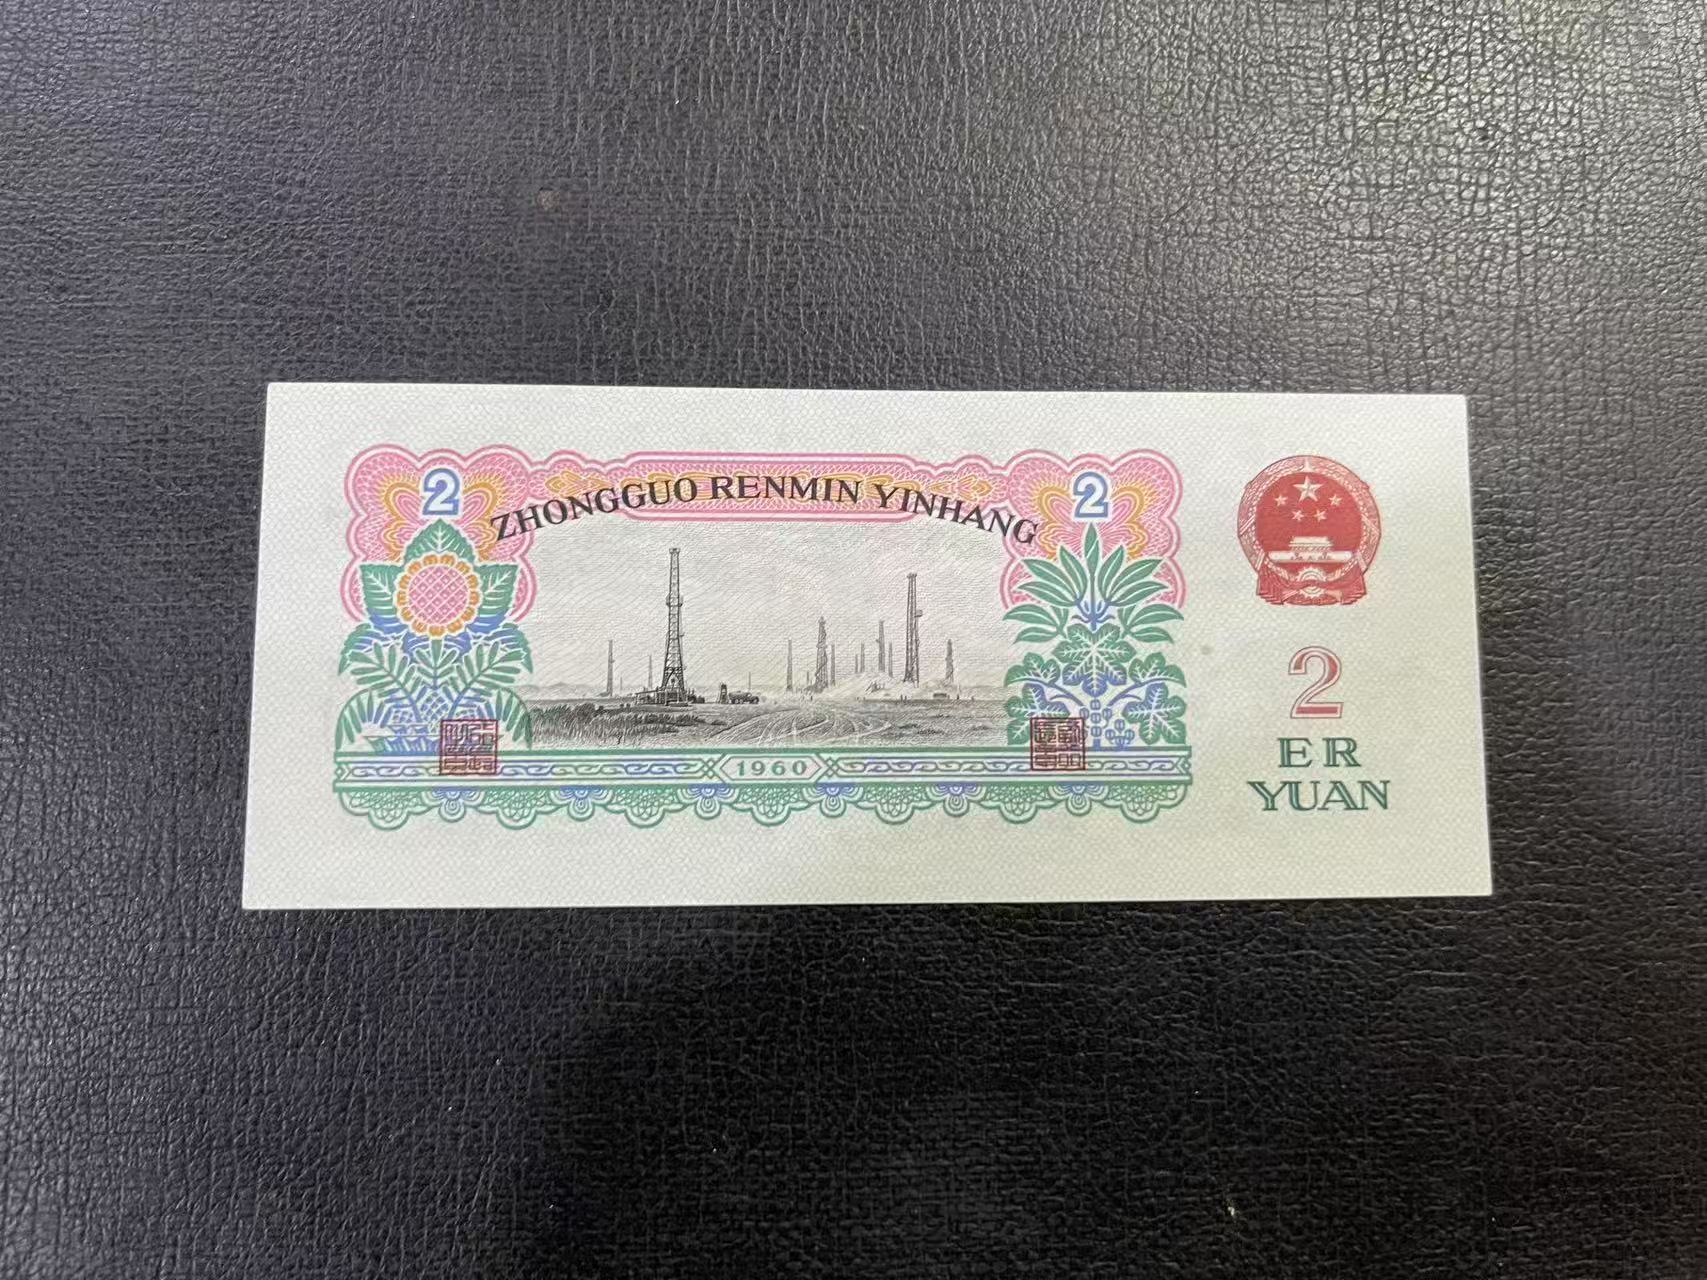 2
ZHONGGUO RENMIN YINHANG
2
1960
2
ER
YUAN